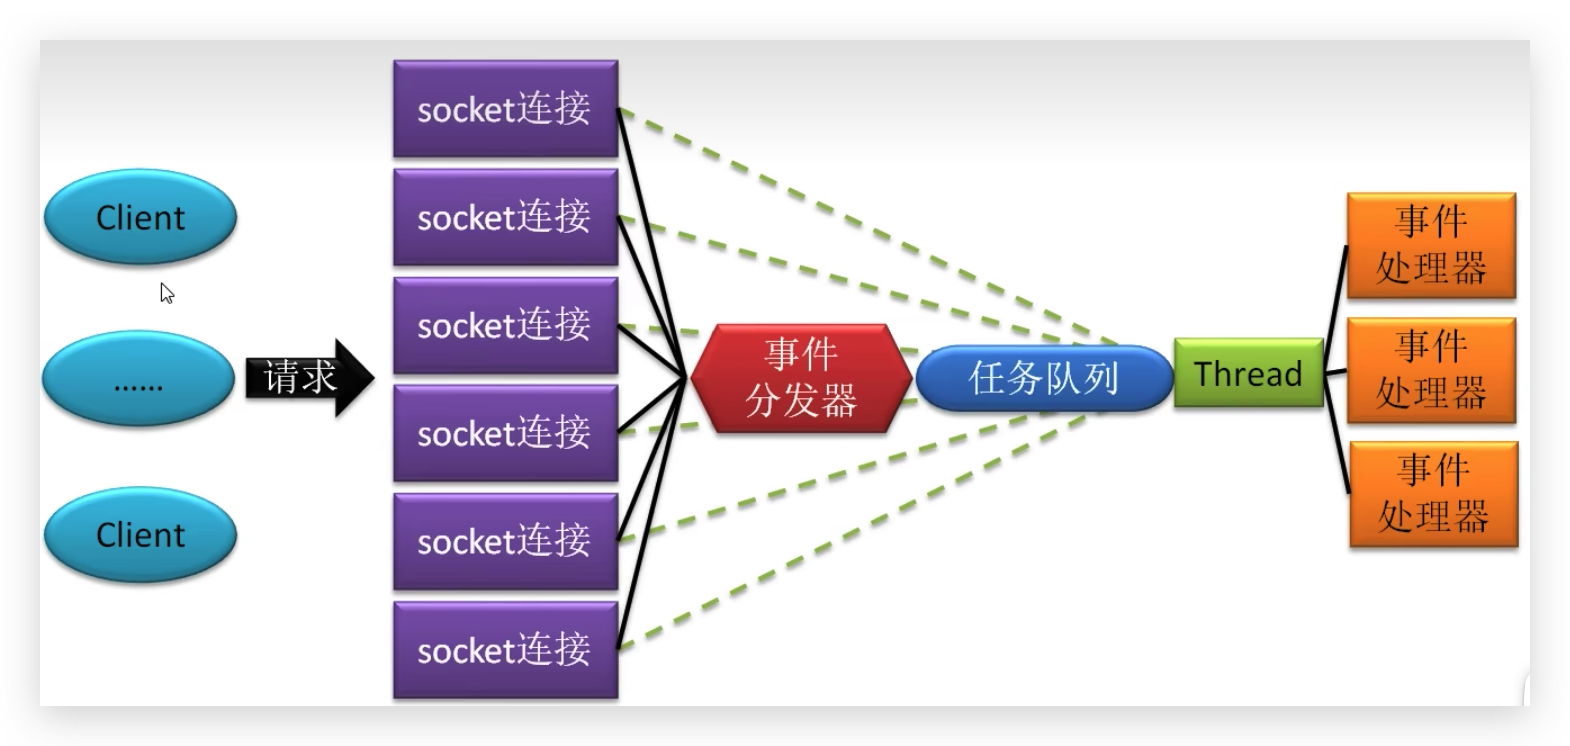 Client
……
Client
请求
socket连接
socket连接
socket连接
socket连接
socket连接
socket连接
事件
分发器
任务队列
Thread
事件
处理器
事件
处理器
事件
处理器